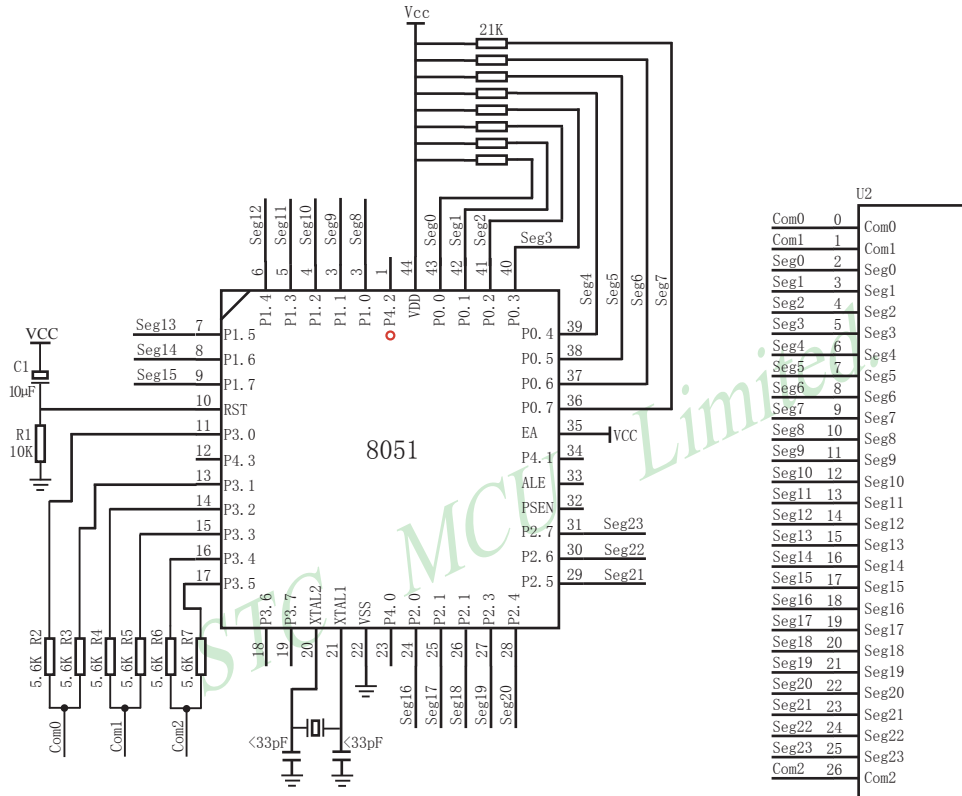 Vcc
21K
Seg12
Seg11
Seg10
Seg9
Seg8
Seg0
Seg1
Seg2
Seg3
Seg4
Seg5
Seg6
Seg7
6
5
4
3
3
1
44
43
42
41
40
P1.4
P1.3
P1.2
P1.1
P1.0
P4.2
VDD
P0.0
P0.1
P0.2
P0.3
VCC
C1
10μF
R1
10K
Seg13 7 P1.5
Seg14 8 P1.6
Seg15 9 P1.7
10 RST
11 P3.0
12 P4.3
13 P3.1
14 P3.2
15 P3.3
16 P3.4
17 P3.5
8051
P0.4 39
P0.5 38
P0.6 37
P0.7 36
EA 35 VCC
P4.1 34
ALE 33
PSEN 32
P2.7 31 Seg23
P2.6 30 Seg22
P2.5 29 Seg21
P3.6
P3.7
XTAL2
XTAL1
VSS
P4.0
P2.0
P2.1
P2.1
P2.3
P2.4
18
19
20
21
22
23
24
25
26
27
28
Seg16
Seg17
Seg18
Seg19
Seg20
5.6K R2
5.6K R3
5.6K R4
5.6K R5
5.6K R6
5.6K R7
Com0
Com1
Com2
<33pF
<33pF
STC MCU Limited.
U2
Com0 0 Com0
Com1 1 Com1
Seg0 2 Seg0
Seg1 3 Seg1
Seg2 4 Seg2
Seg3 5 Seg3
Seg4 6 Seg4
Seg5 7 Seg5
Seg6 8 Seg6
Seg7 9 Seg7
Seg8 10 Seg8
Seg9 11 Seg9
Seg10 12 Seg10
Seg11 13 Seg11
Seg12 14 Seg12
Seg13 15 Seg13
Seg14 16 Seg14
Seg15 17 Seg15
Seg16 18 Seg16
Seg17 19 Seg17
Seg18 20 Seg18
Seg19 21 Seg19
Seg20 22 Seg20
Seg21 23 Seg21
Seg22 24 Seg22
Seg23 25 Seg23
Com2 26 Com2